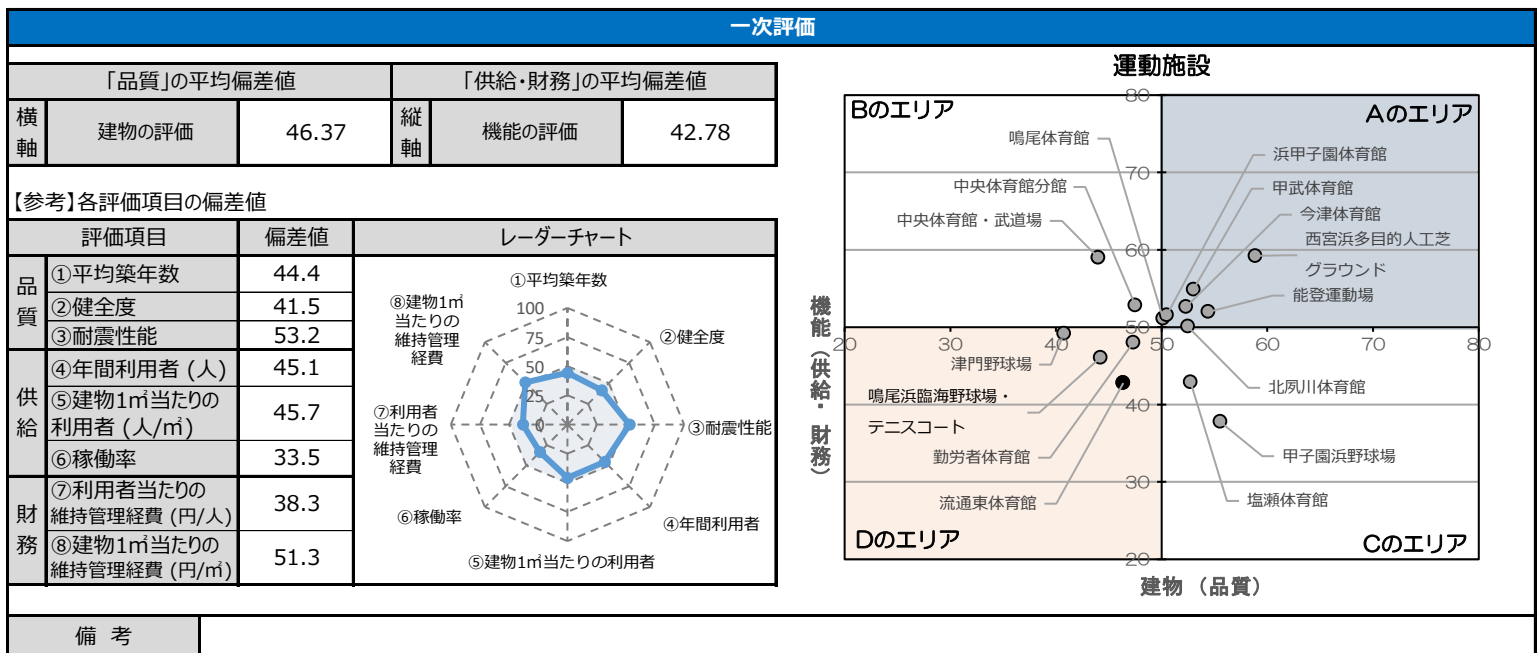 一次評価
「品質」の平均偏差値
「供給・財務」の平均偏差値
横軸
建物の評価
46.37
縦軸
機能の評価
42.78
【参考】各評価項目の偏差値
評価項目
偏差値
レーダーチャート
品質
①平均築年数
44.4
②健全度
41.5
③耐震性能
53.2
供給
④年間利用者 (人)
45.1
⑤建物1㎡当たりの
利用者 (人/㎡)
45.7
⑥稼働率
33.5
財務
⑦利用者当たりの
維持管理経費 (円/人)
38.3
⑧建物1㎡当たりの
維持管理経費 (円/㎡)
51.3
①平均築年数
②健全度
③耐震性能
④年間利用者
⑤建物1㎡当たりの利用者
⑥稼働率
⑦利用者
当たりの
維持管理
経費
⑧建物1㎡
当たりの
維持管理
経費
100
75
50
25
0
運動施設
Bのエリア
Aのエリア
Dのエリア
Cのエリア
80
70
60
50
40
30
20
20
30
40
50
60
70
80
機能（供給・財務）
建物 （品質）
鳴尾体育館
中央体育館分館
中央体育館・武道場
浜甲子園体育館
甲武体育館
今津体育館
西宮浜多目的人工芝
グラウンド
能登運動場
津門野球場
鳴尾浜臨海野球場・
テニスコート
勤労者体育館
流通東体育館
北夙川体育館
甲子園浜野球場
塩瀬体育館
備 考